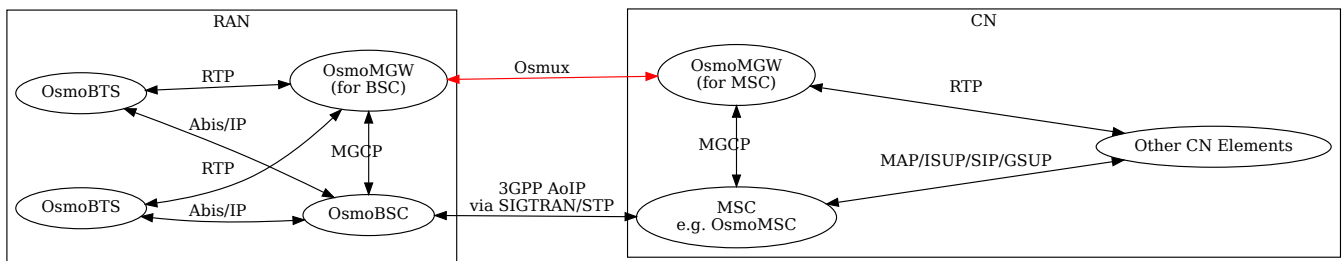 RAN
CN
OsmoBTS
RTP
OsmoMGW
(for BSC)
Osmux
OsmoMGW
(for MSC)
RTP
Abis/IP
MGCP
MGCP
Other CN Elements
RTP
MAP/ISUP/SIP/GSUP
OsmoBTS
Abis/IP
OsmoBSC
3GPP AoIP
via SIGTRAN/STP
MSC
e.g. OsmoMSC